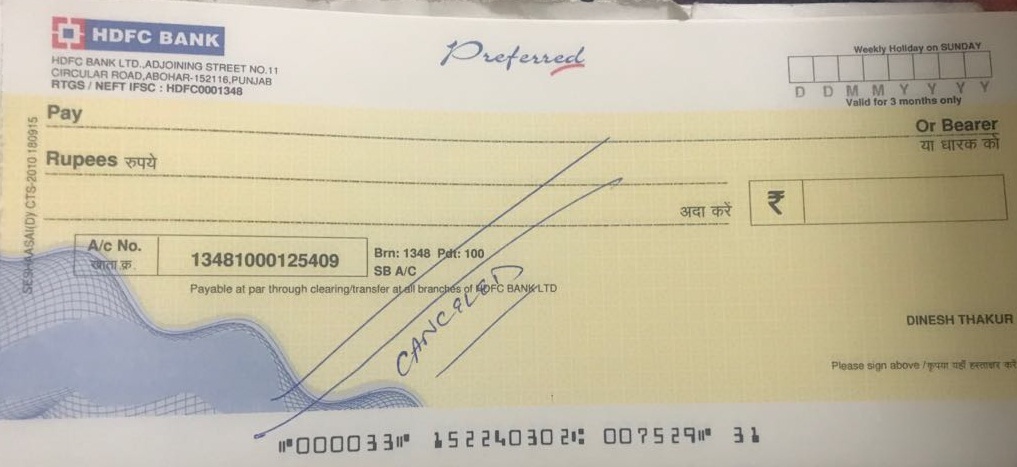 HDFC BANK
HDFC BANK LTD.,ADJOINING STREET NO.11
CIRCULAR ROAD,ABOHAR-152116,PUNJAB
RTGS / NEFT IFSC : HDFC0001348
Preferred
Weekly Holiday on SUNDAY
D D M M Y Y Y Y
Valid for 3 months only
Pay
Or Bearer
या धारक को
Rupees रुपये
अदा करें
₹
A/c No.
खाता क्र.
13481000125409
Brn: 1348 Pdt: 100
SB A/C
Payable at par through clearing/transfer at all branches of HDFC BANK LTD
CANCELED
DINESH THAKUR
Please sign above / कृपया यहाँ हस्ताक्षर करें
CTS-2010 180915
⑈000033⑈ 152240302⑆ 007529⑈ 31